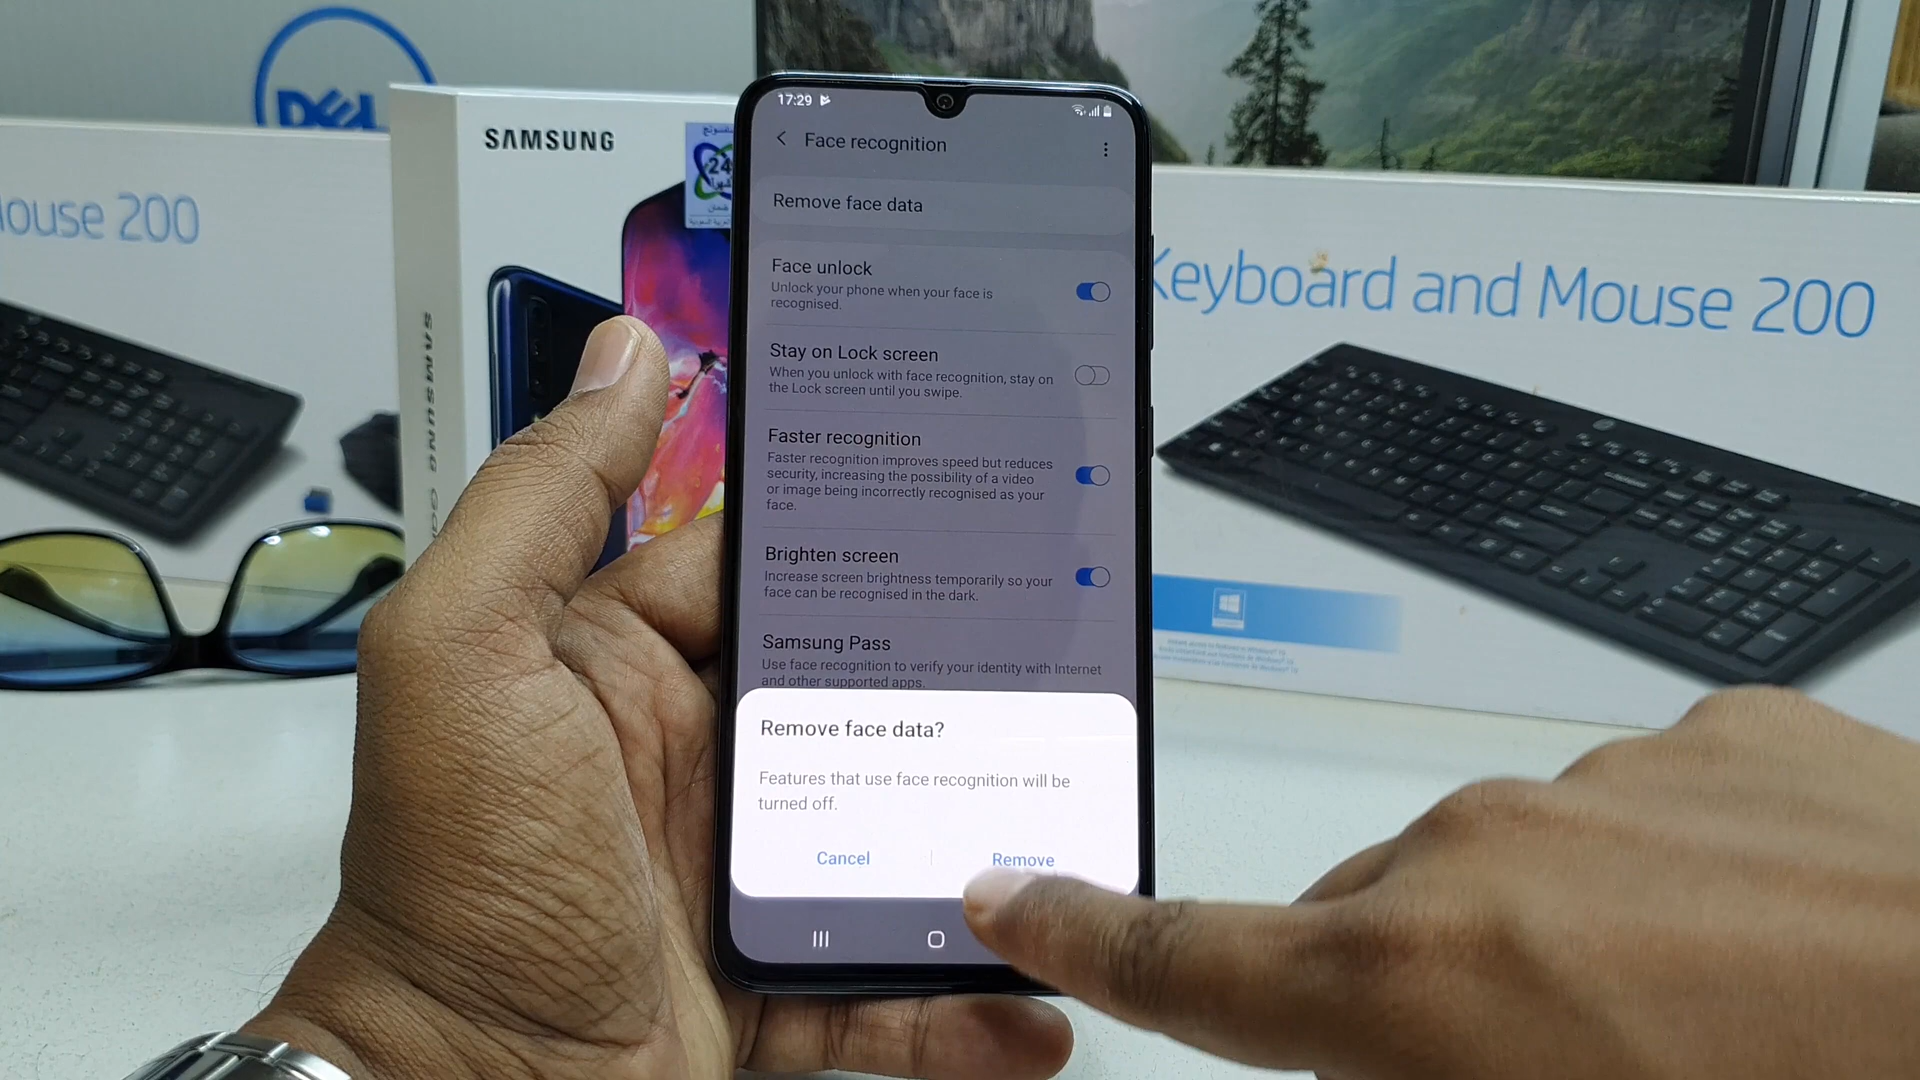 DELL
SAMSUNG
24
Mouse 200
SAMSUNG
17:29
Face recognition
Remove face data
Face unlock
Unlock your phone when your face is
recognised.
Stay on Lock screen
When you unlock with face recognition, stay on
the Lock screen until you swipe.
Faster recognition
Faster recognition improves speed but reduces
security, increasing the possibility of a video
or image being incorrectly recognised as your
face.
Brighten screen
Increase screen brightness temporarily so your
face can be recognised in the dark.
Samsung Pass
Use face recognition to verify your identity with Internet
and other supported apps.
Remove face data?
Features that use face recognition will be
turned off.
Cancel
Remove
Keyboard and Mouse 200